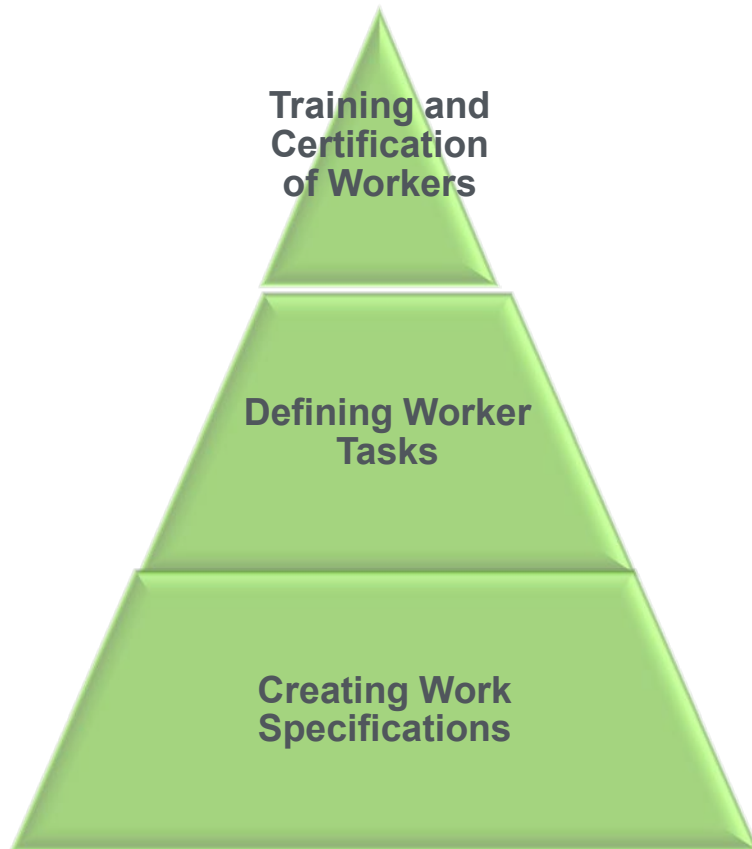 Training and
Certification
of Workers
Defining Worker
Tasks
Creating Work
Specifications